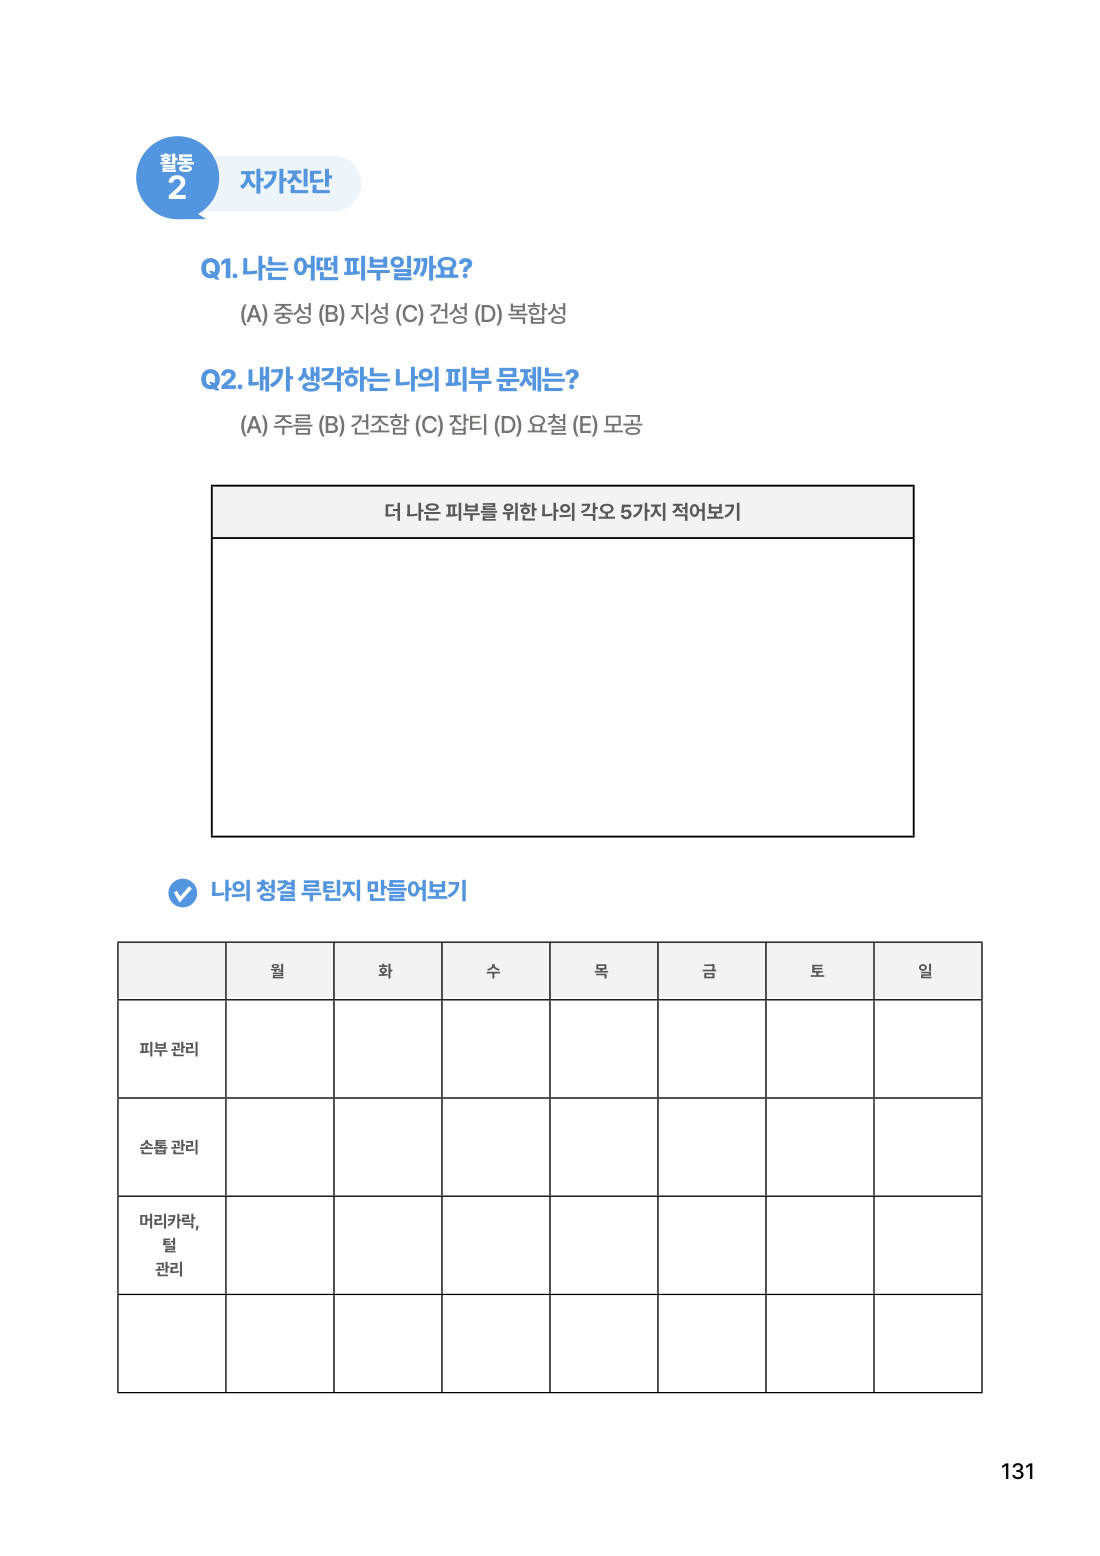 활동
2
자가진단
Q1. 나는 어떤 피부일까요?
(A) 중성 (B) 지성 (C) 건성 (D) 복합성
Q2. 내가 생각하는 나의 피부 문제는?
(A) 주름 (B) 건조함 (C) 잡티 (D) 요철 (E) 모공
더 나은 피부를 위한 나의 각오 5가지 적어보기
나의 청결 루틴지 만들어보기
월 화 수 목 금 토 일
피부 관리
손톱 관리
머리카락,
털
관리
131